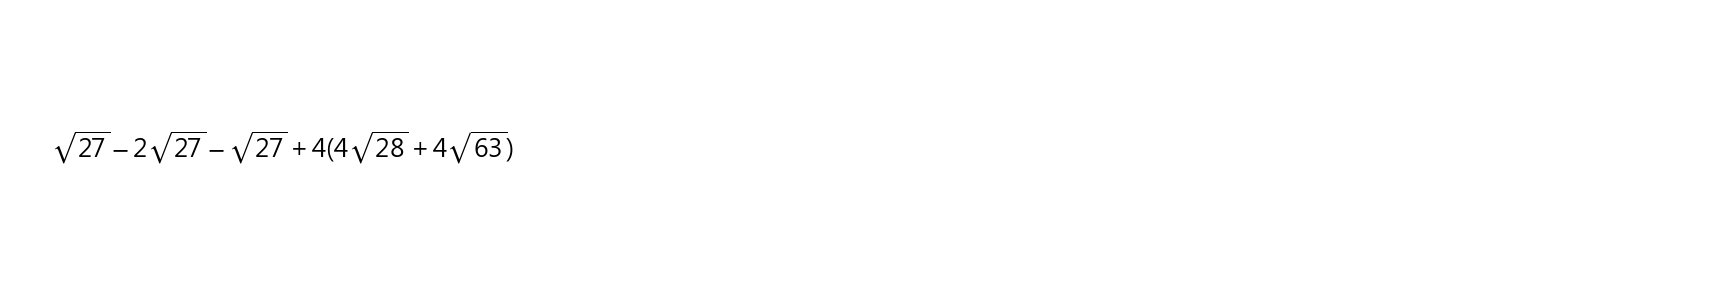 √27 – 2√27 – √27 + 4(4√28 + 4√63)